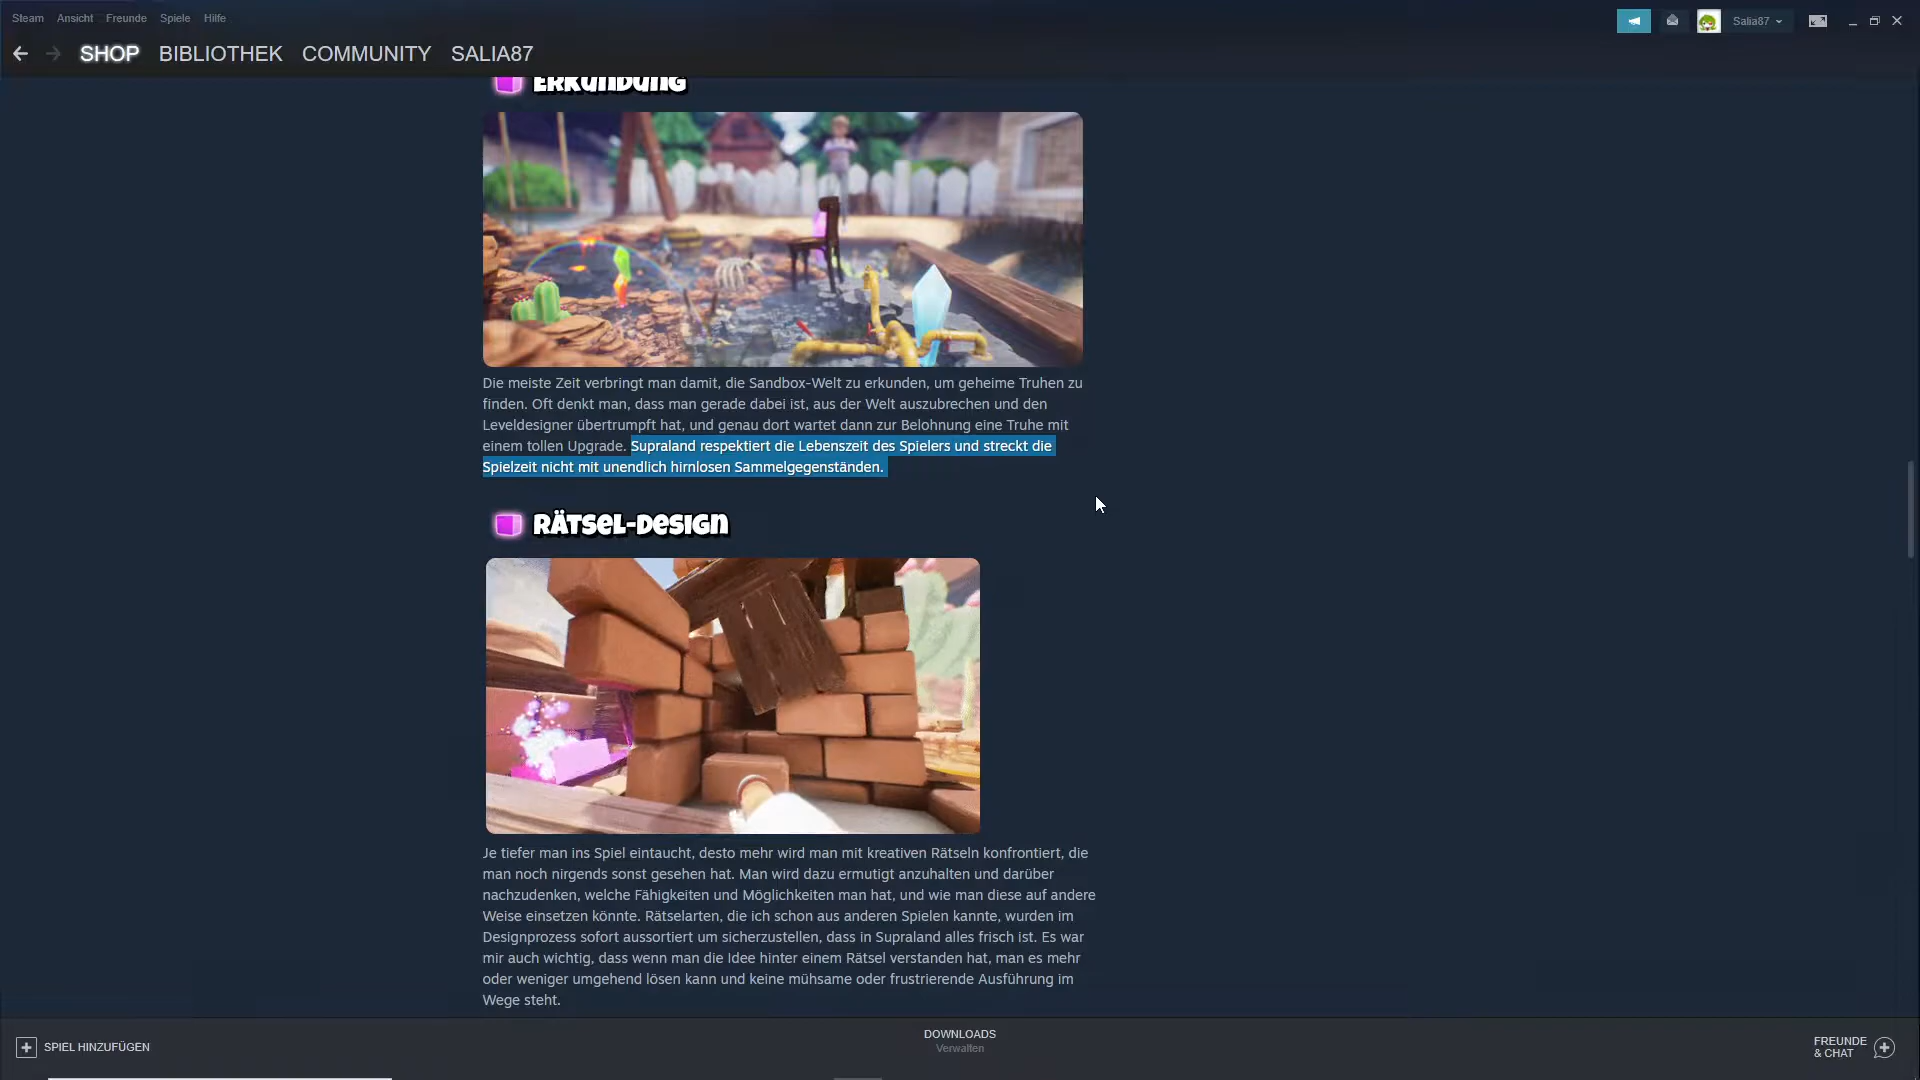 Steam Ansicht Freunde Spiele Hilfe
Salia87
SHOP BIBLIOTHEK COMMUNITY SALIA87
ERKUNDUNG
Die meiste Zeit verbringt man damit, die Sandbox-Welt zu erkunden, um geheime Truhen zu
finden. Oft denkt man, dass man gerade dabei ist, aus der Welt auszubrechen und den
Leveldesigner übertrumpft hat, und genau dort wartet dann zur Belohnung eine Truhe mit
einem tollen Upgrade. Supraland respektiert die Lebenszeit des Spielers und streckt die
Spielzeit nicht mit unendlich hirnlosen Sammelgegenständen.
RÄTSEL-DESIGN
Je tiefer man ins Spiel eintaucht, desto mehr wird man mit kreativen Rätseln konfrontiert, die
man noch nirgends sonst gesehen hat. Man wird dazu ermutigt anzuhalten und darüber
nachzudenken, welche Fähigkeiten und Möglichkeiten man hat, und wie man diese auf andere
Weise einsetzen könnte. Rätselarten, die ich schon aus anderen Spielen kannte, wurden im
Designprozess sofort aussortiert um sicherzustellen, dass in Supraland alles frisch ist. Es war
mir auch wichtig, dass wenn man die Idee hinter einem Rätsel verstanden hat, man es mehr
oder weniger umgehend lösen kann und keine mühsame oder frustrierende Ausführung im
Wege steht.
SPIEL HINZUFÜGEN
DOWNLOADS
Verwalten
FREUNDE
& CHAT